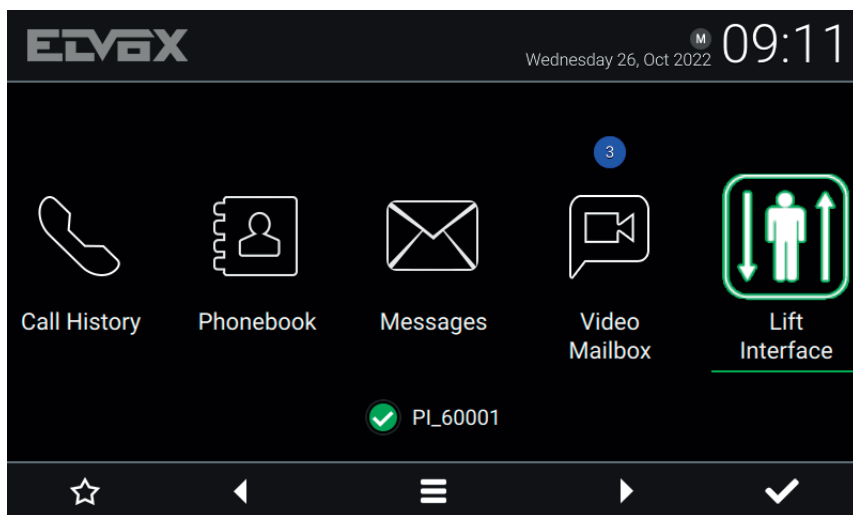 ELVOX
M
Wednesday 26, Oct 2022 09:11
3
Call History
Phonebook
Messages
Video
Mailbox
Lift
Interface
PI_60001